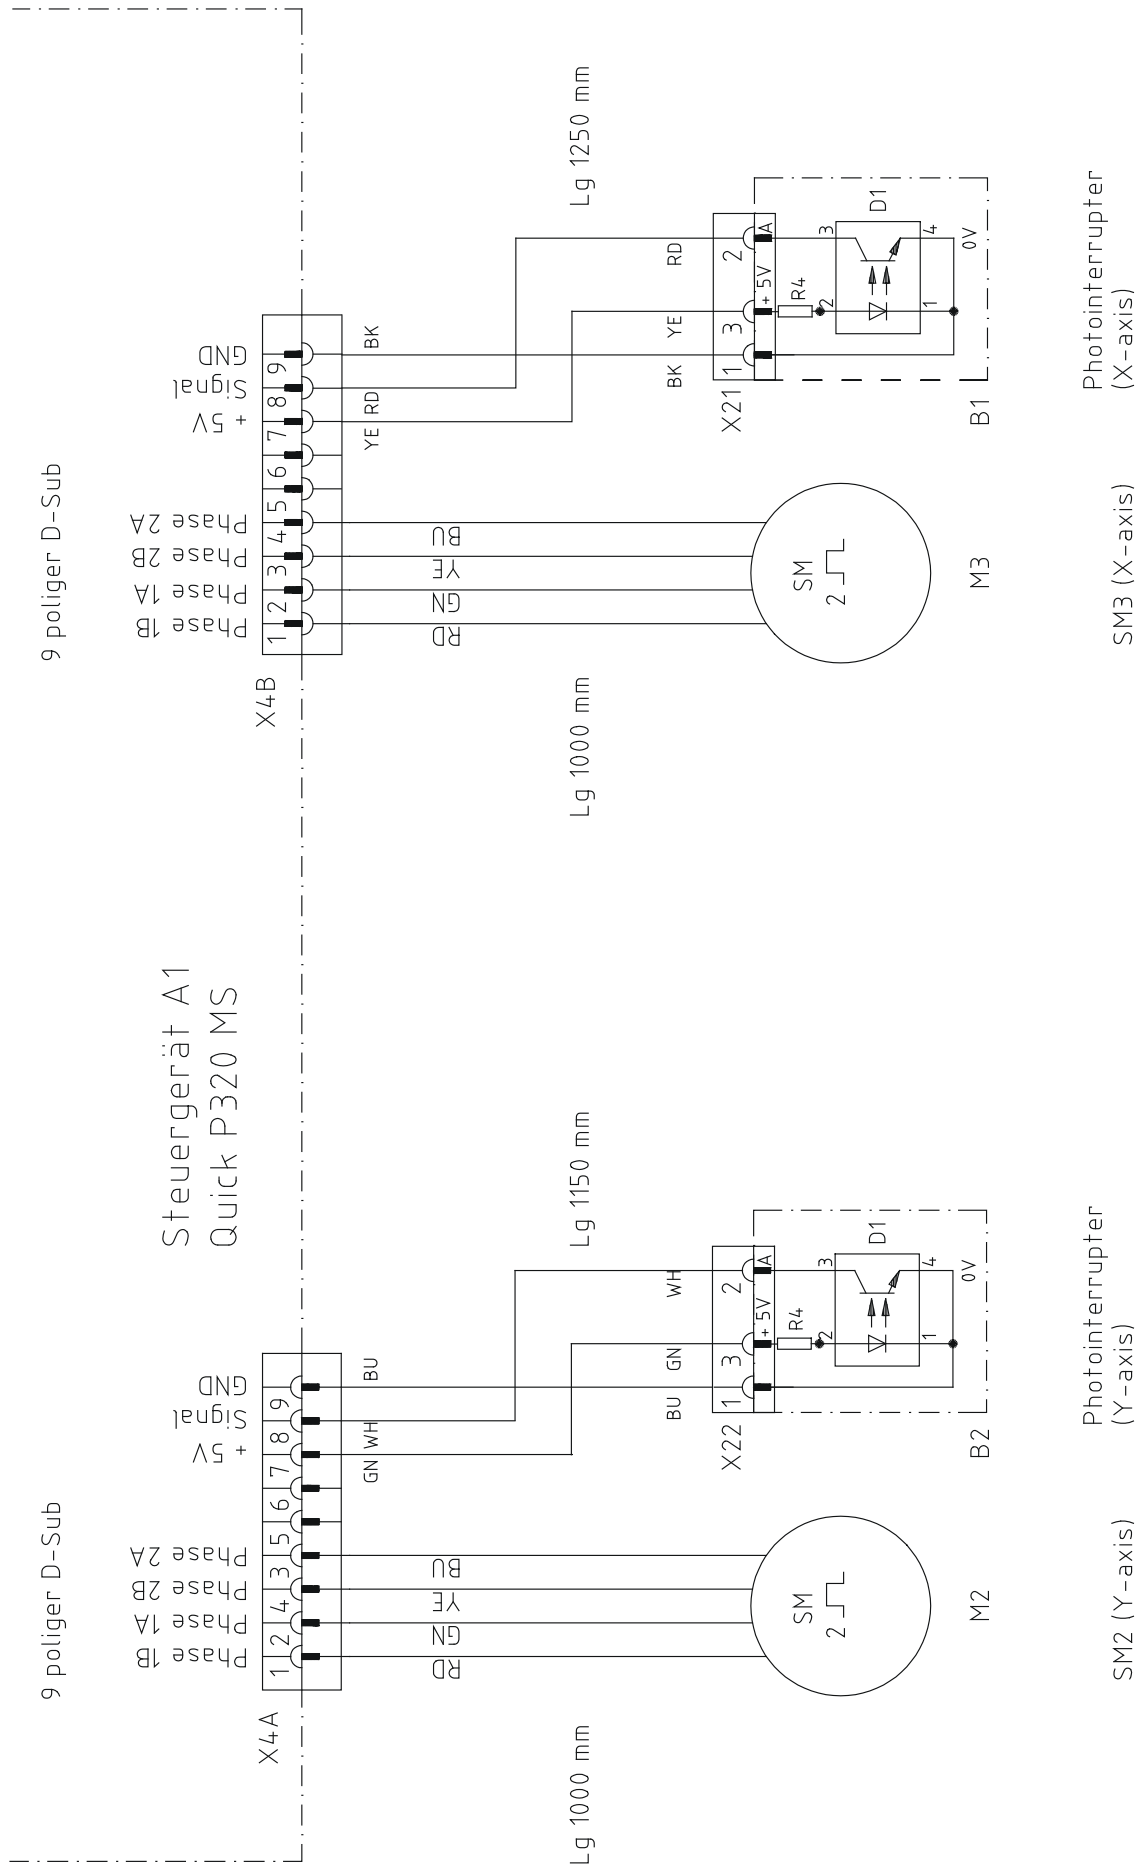 Steuergerät A1
Quick P320 MS
9 poliger D-Sub
X4A
Phase 1B
Phase 1A
Phase 2B
Phase 2A
+ 5V
Signal
GND
1 2 4 3 5 6 7 8 9
RD
GN
YE
BU
GN WH
BU
Lg 1000 mm
Lg 1150 mm
SM
2
M2
SM2 (Y-axis)
BU
GN
WH
X22
1 3 2
+ 5V
A
R4
2
3
D1
1
4
0V
B2
Photointerrupter
(Y-axis)
9 poliger D-Sub
X4B
Phase 1B
Phase 1A
Phase 2B
Phase 2A
+ 5V
Signal
GND
1 2 3 4 5 6 7 8 9
RD
GN
YE
BU
YE RD
BK
Lg 1000 mm
Lg 1250 mm
SM
2
M3
SM3 (X-axis)
BK
YE
RD
X21
1 3 2
+ 5V
A
R4
2
3
D1
1
4
0V
B1
Photointerrupter
(X-axis)